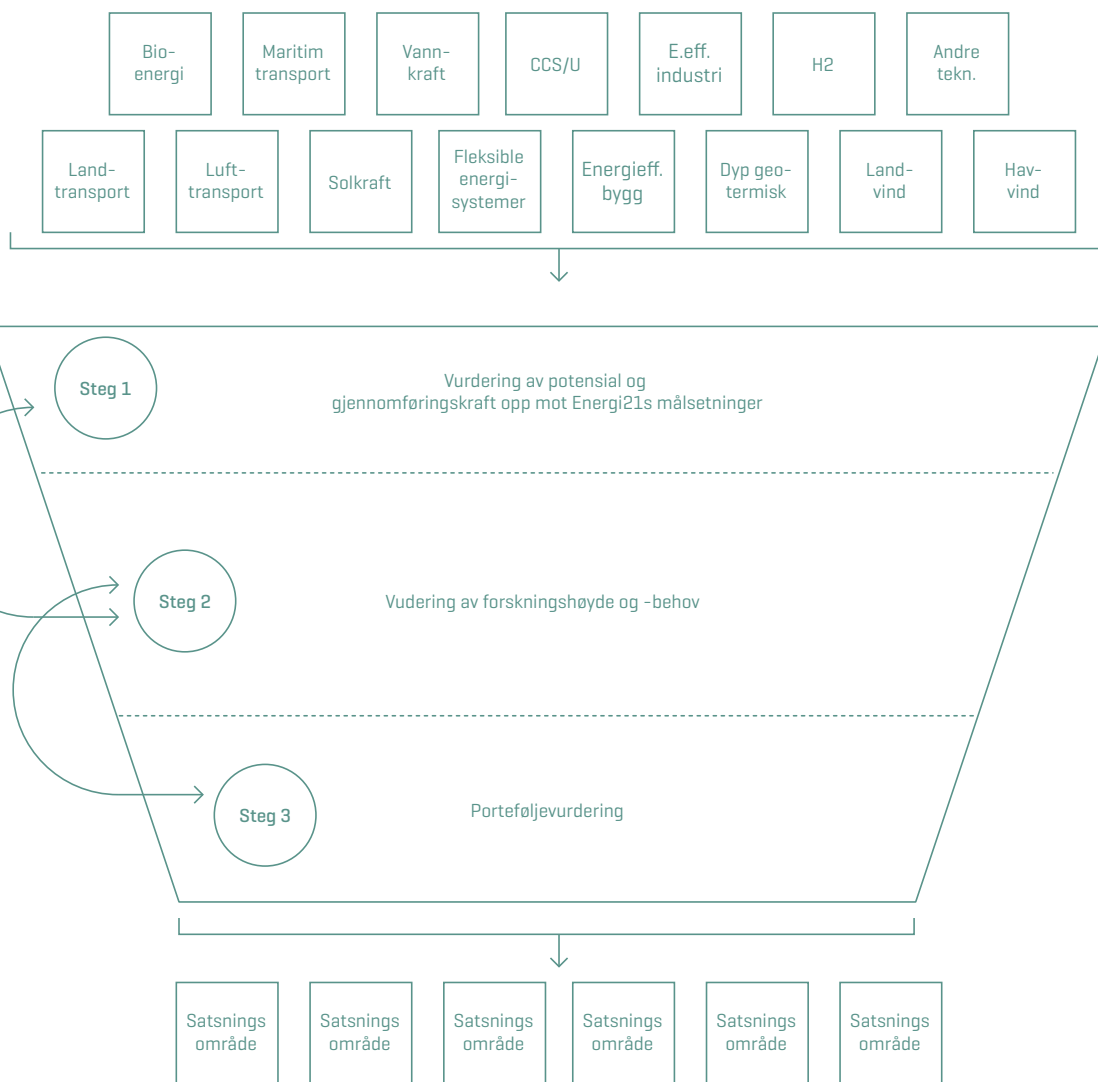 Bio-
energi
Maritim
transport
Vann-
kraft
CCS/U
E.eff.
industri
H2
Andre
tekn.
Land-
transport
Luft-
transport
Solkraft
Fleksible
energi-
systemer
Energieff.
bygg
Dyp geo-
termisk
Land-
vind
Hav-
vind
Steg 1
Vurdering av potensial og
gjennomføringskraft opp mot Energi21s målsetninger
Steg 2
Vudering av forskningshøyde og -behov
Steg 3
Porteføljevurdering
Satsnings
område
Satsnings
område
Satsnings
område
Satsnings
område
Satsnings
område
Satsnings
område